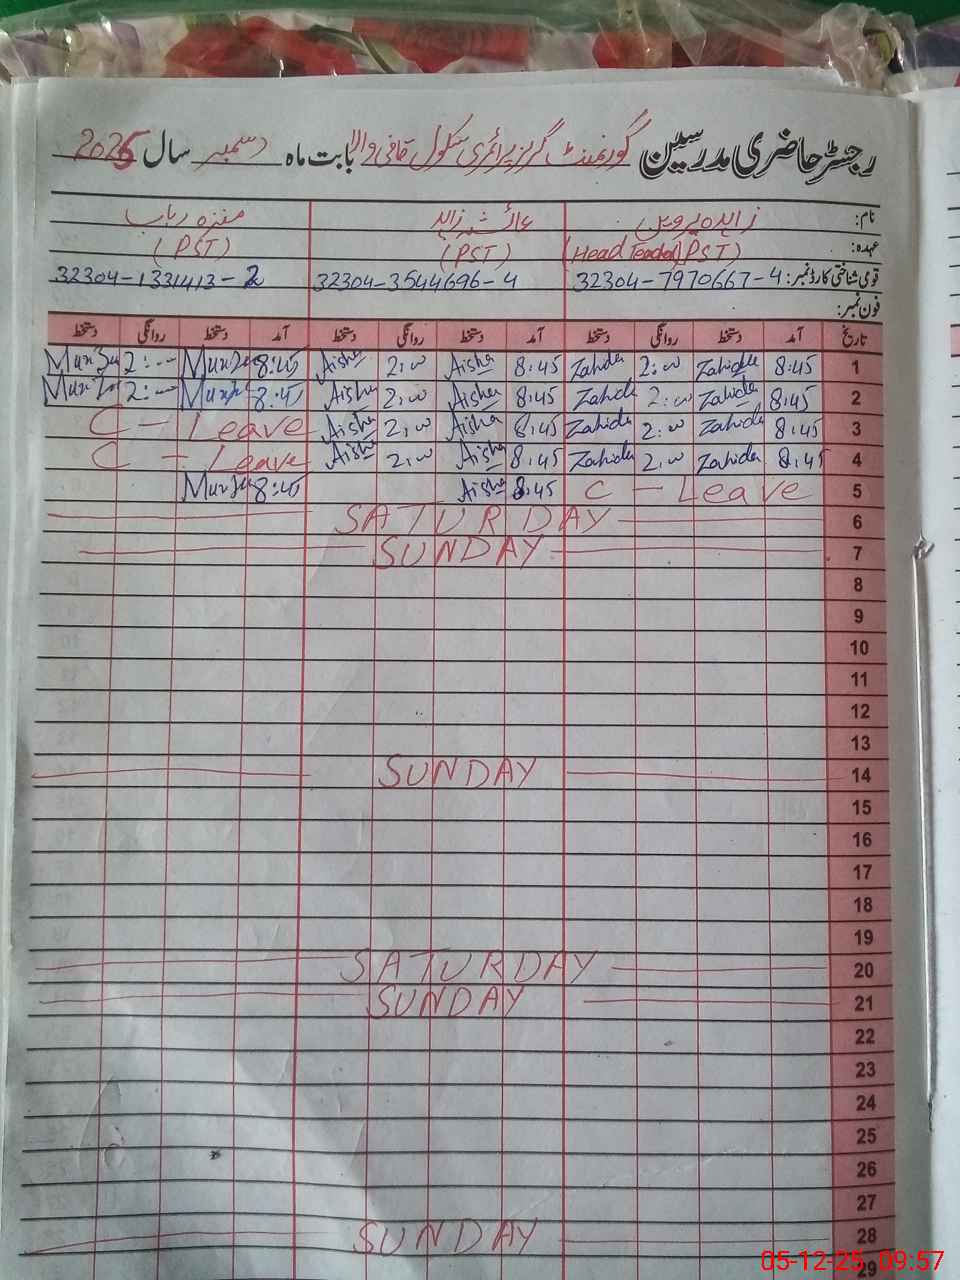 رجسٹر حاضری مدرسین گورنمنٹ گرلز پرائمری سکول قاضی والا بابت ماہ دسمبر سال 2025
نام: زاہدہ پروین عائشہ زاہد منزہ رباب
عہدہ: (Head Teacher)(PST) (PST) (PST)
قومی شناختی کارڈ نمبر: 32304-7970667-4 32304-3544696-4 32304-1331413-2
فون نمبر:
تاریخ آمد دستخط روانگی دستخط آمد دستخط روانگی دستخط آمد دستخط روانگی دستخط
1 8:45 Zahida 2:00 Zahida 8:45 Aisha 2:00 Aisha 8:45 2:--
2 8:45 Zahida 2:00 Zahida 8:45 Aisha 2:00 Aisha 8:45 2:--
3 8:45 Zahida 2:00 Zahida 8:45 Aisha 2:00 Aisha C - Leave
4 8:45 Zahida 2:00 Zahida 8:45 Aisha 2:00 Aisha C - Leave
5 C - Leave 8:45 Aisha 8:45
6 SATURDAY
7 SUNDAY
8
9
10
11
12
13
14 SUNDAY
15
16
17
18
19
20 SATURDAY
21 SUNDAY
22
23
24
25
26
27
28 SUNDAY
29
05-12-25 09:57